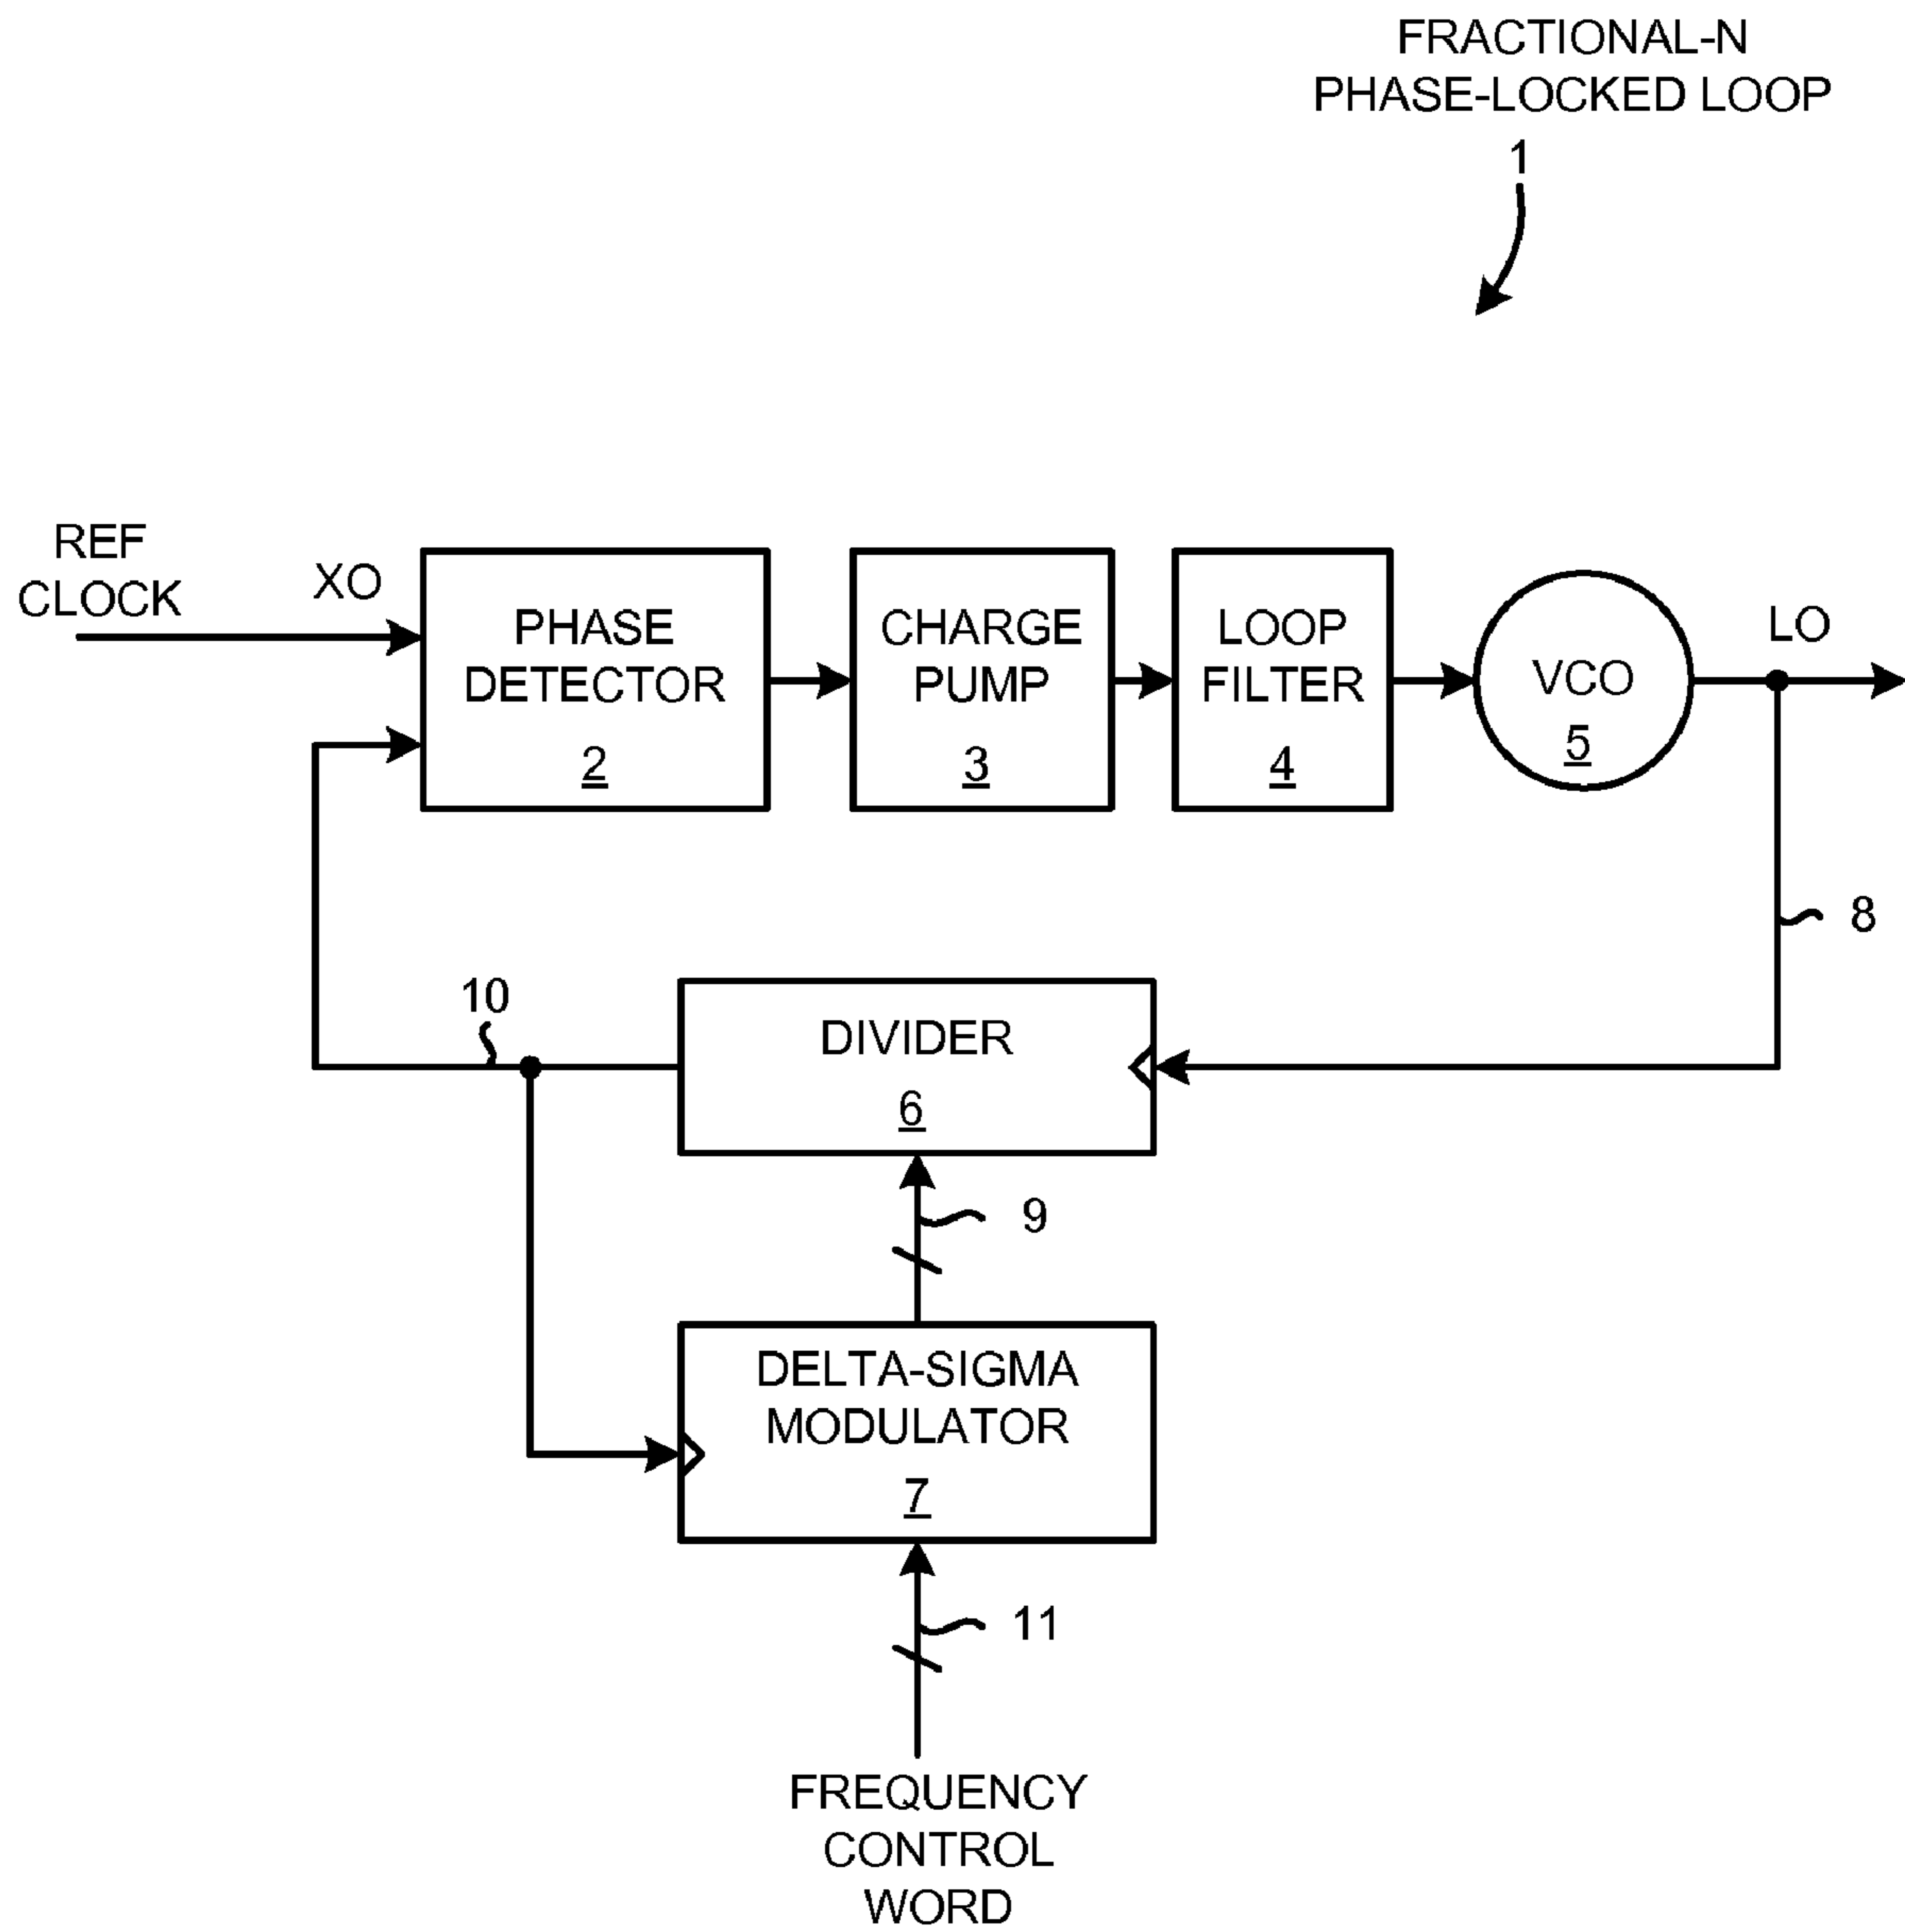 FRACTIONAL-N
PHASE-LOCKED LOOP
1
REF
CLOCK
XO
PHASE
DETECTOR
2
CHARGE
PUMP
3
LOOP
FILTER
4
VCO
5
LO
8
10
DIVIDER
6
9
DELTA-SIGMA
MODULATOR
7
11
FREQUENCY
CONTROL
WORD